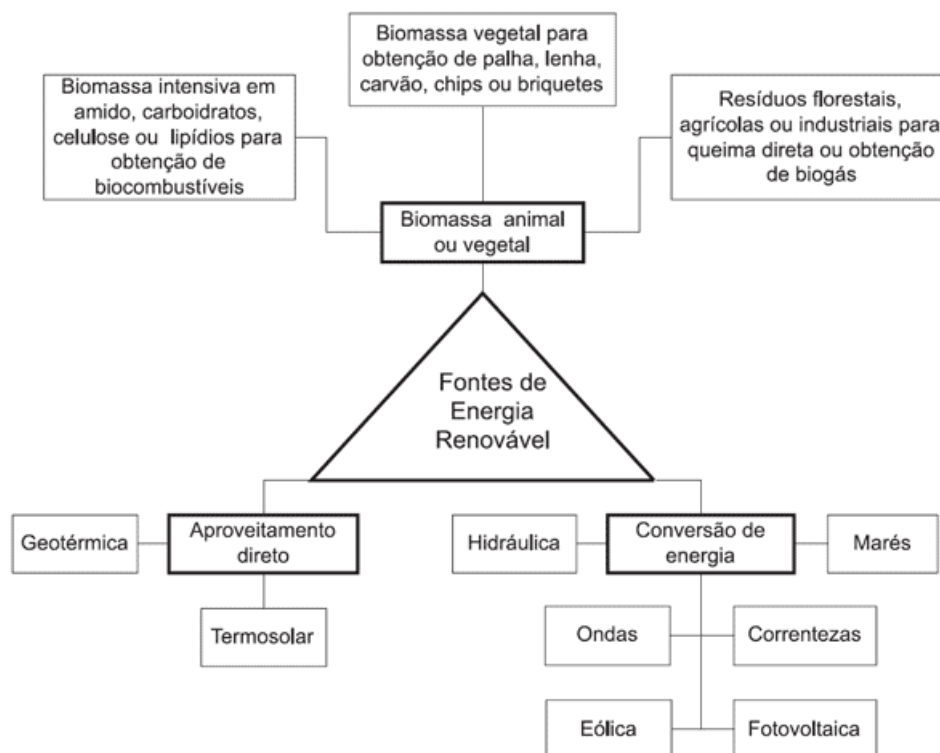 Biomassa vegetal para
obtenção de palha, lenha,
carvão, chips ou briquetes
Biomassa intensiva em
amido, carboidratos,
celulose ou lipídios para
obtenção de
biocombustíveis
Resíduos florestais,
agrícolas ou industriais para
queima direta ou obtenção
de biogás
Biomassa animal
ou vegetal
Fontes de
Energia
Renovável
Geotérmica
Aproveitamento
direto
Termosolar
Hidráulica
Conversão de
energia
Marés
Ondas
Correntezas
Eólica
Fotovoltaica